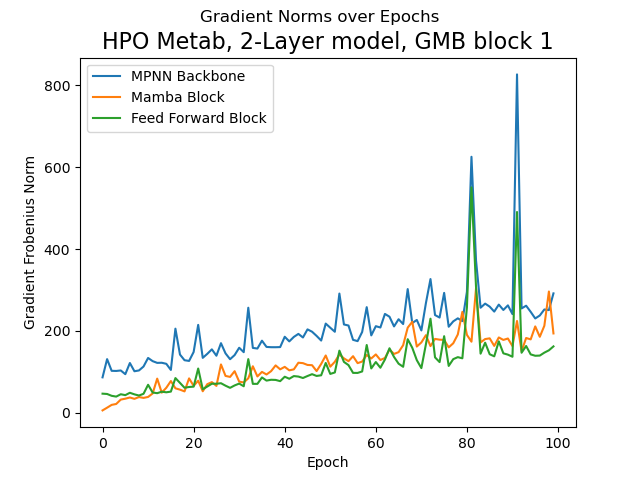 Gradient Norms over Epochs
HPO Metab, 2-Layer model, GMB block 1
MPNN Backbone
Mamba Block
Feed Forward Block
Gradient Frobenius Norm
800
600
400
200
0
0 20 40 60 80 100
Epoch